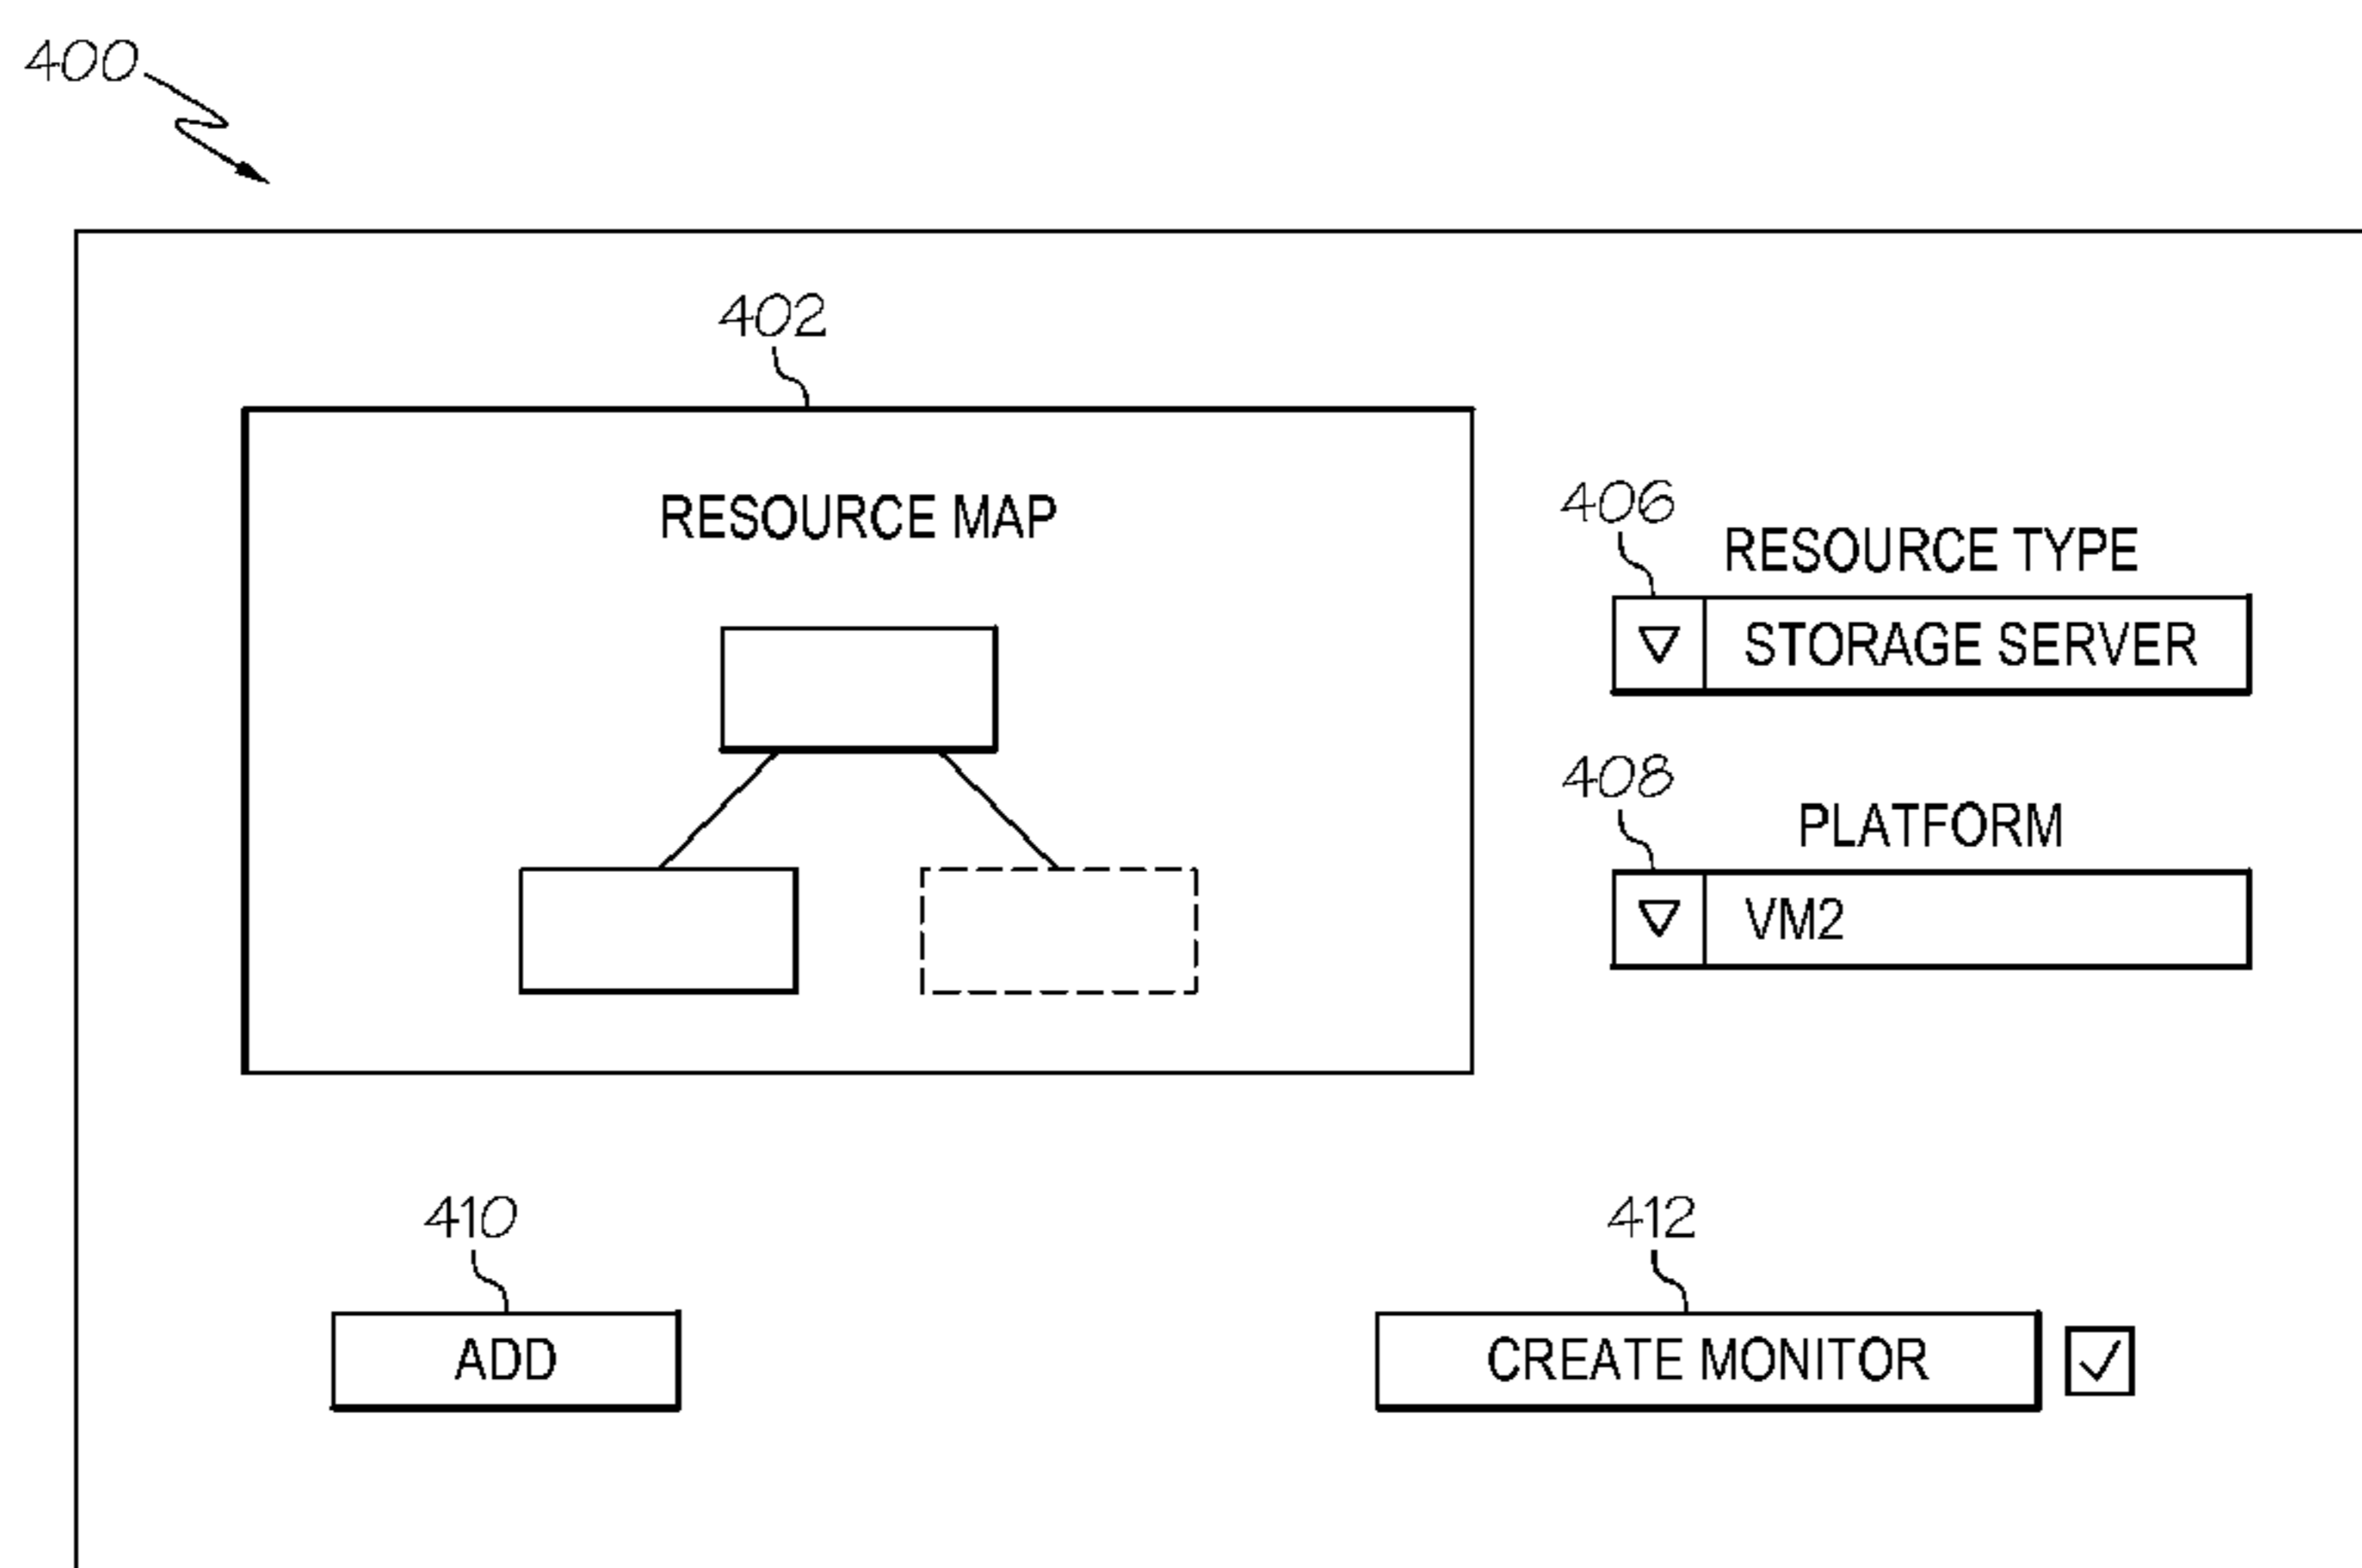 400
402
RESOURCE MAP
406
RESOURCE TYPE
STORAGE SERVER
408
PLATFORM
VM2
410
ADD
412
CREATE MONITOR